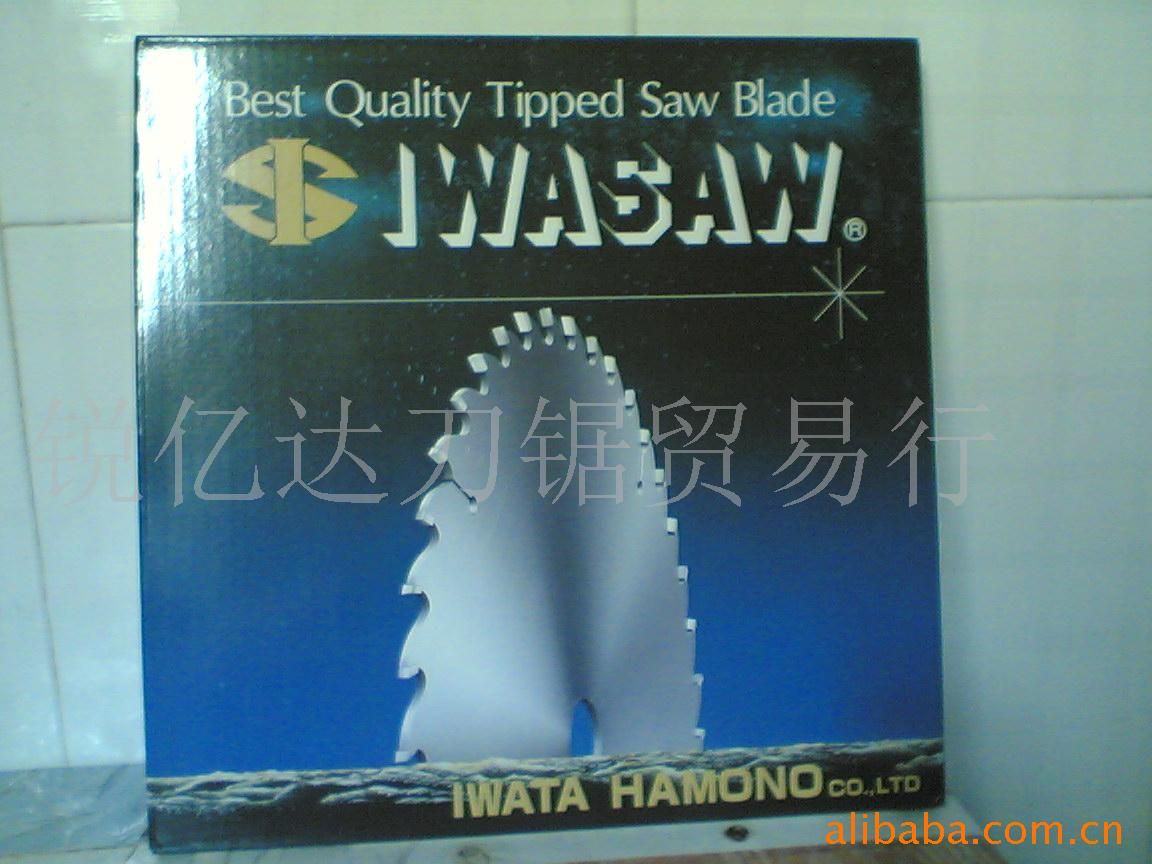 Best Quality Tipped Saw Blade
IS IWASAW®
锐亿达刀锯贸易行
IWATA HAMONO CO.,LTD
alibaba.com.cn